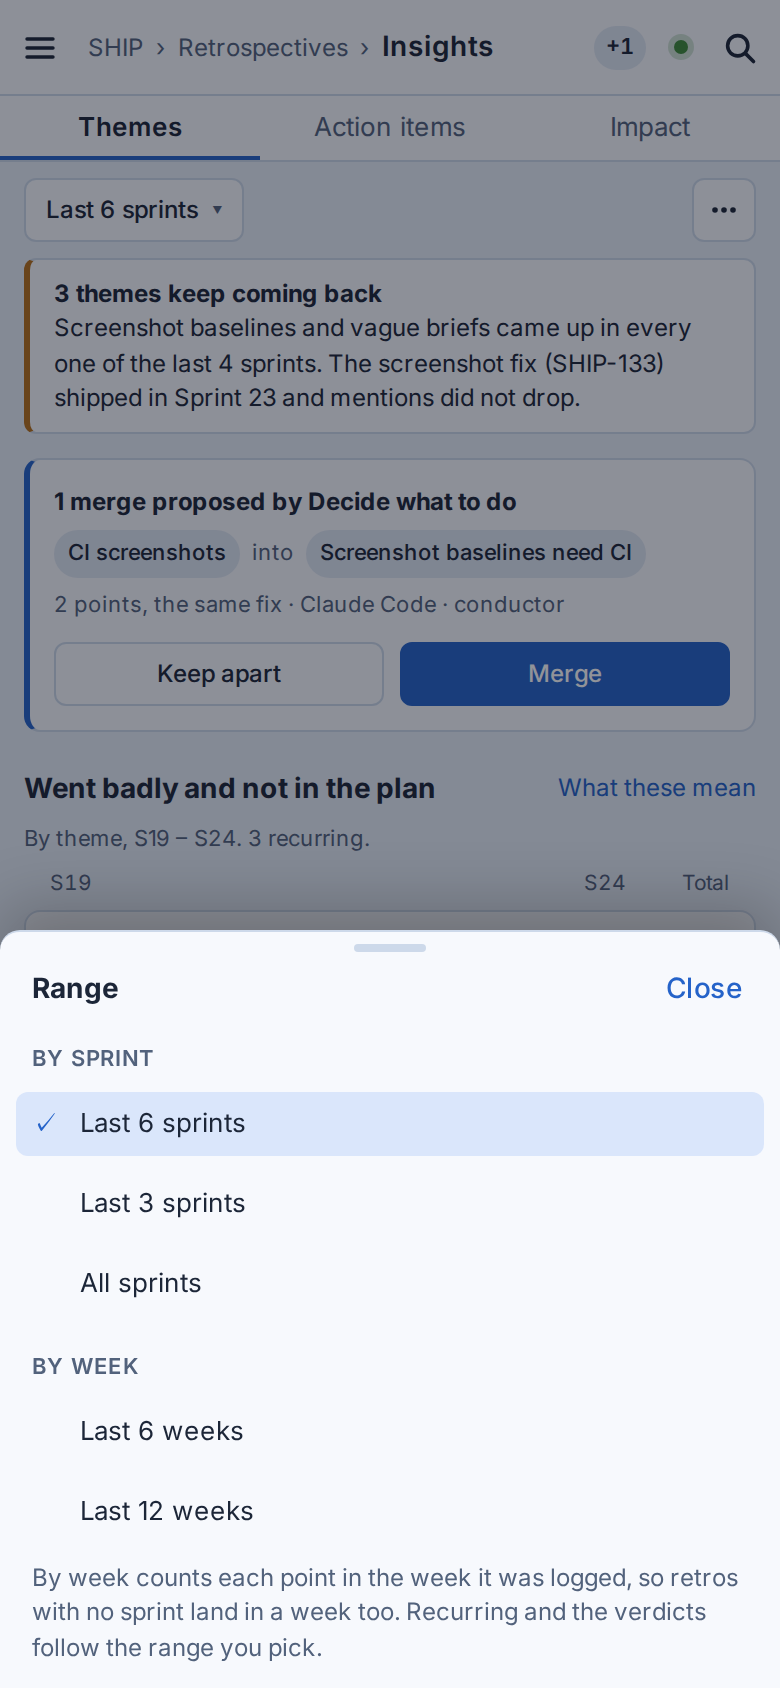 SHIP › Retrospectives › Insights +1
Themes Action items Impact
Last 6 sprints ▾ •••
3 themes keep coming back
Screenshot baselines and vague briefs came up in every
one of the last 4 sprints. The screenshot fix (SHIP-133)
shipped in Sprint 23 and mentions did not drop.
1 merge proposed by Decide what to do
CI screenshots into Screenshot baselines need CI
2 points, the same fix · Claude Code · conductor
Keep apart Merge
Went badly and not in the plan What these mean
By theme, S19 – S24. 3 recurring.
S19 S24 Total
Range Close
BY SPRINT
✓ Last 6 sprints
Last 3 sprints
All sprints
BY WEEK
Last 6 weeks
Last 12 weeks
By week counts each point in the week it was logged, so retros
with no sprint land in a week too. Recurring and the verdicts
follow the range you pick.